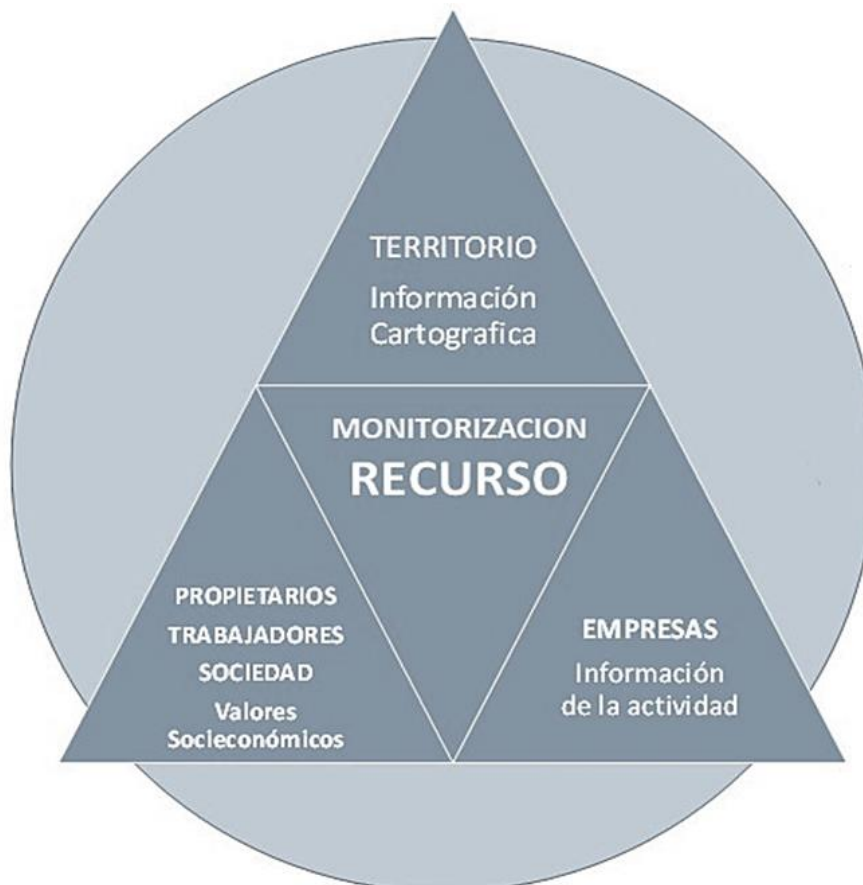 TERRITORIO
Información
Cartografica
MONITORIZACION
RECURSO
PROPIETARIOS
TRABAJADORES
SOCIEDAD
Valores
Socieconómicos
EMPRESAS
Información
de la actividad